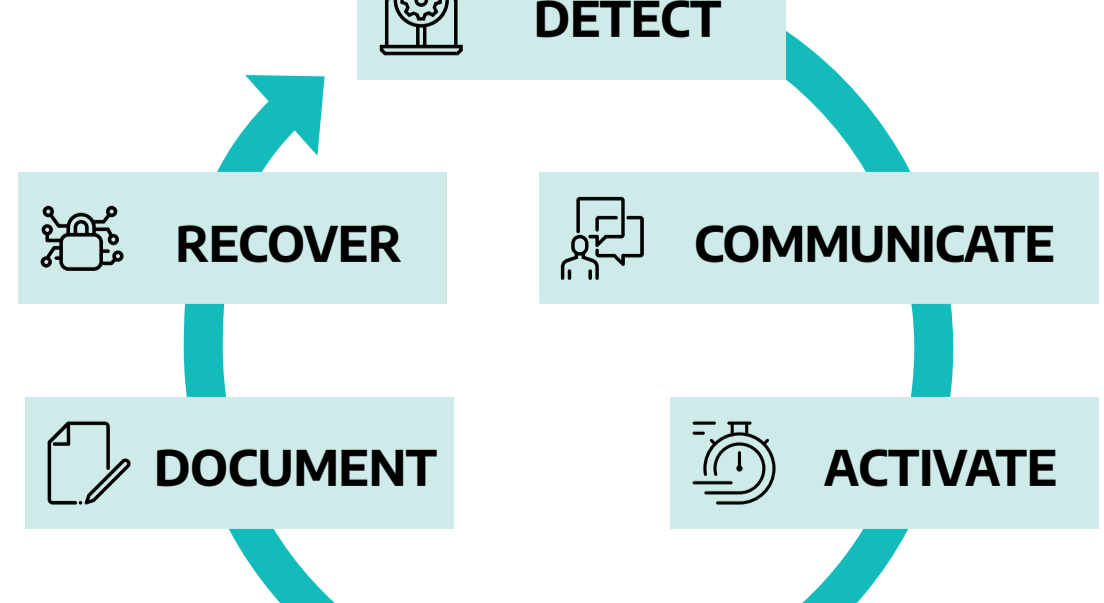 DETECT
RECOVER
COMMUNICATE
DOCUMENT
ACTIVATE